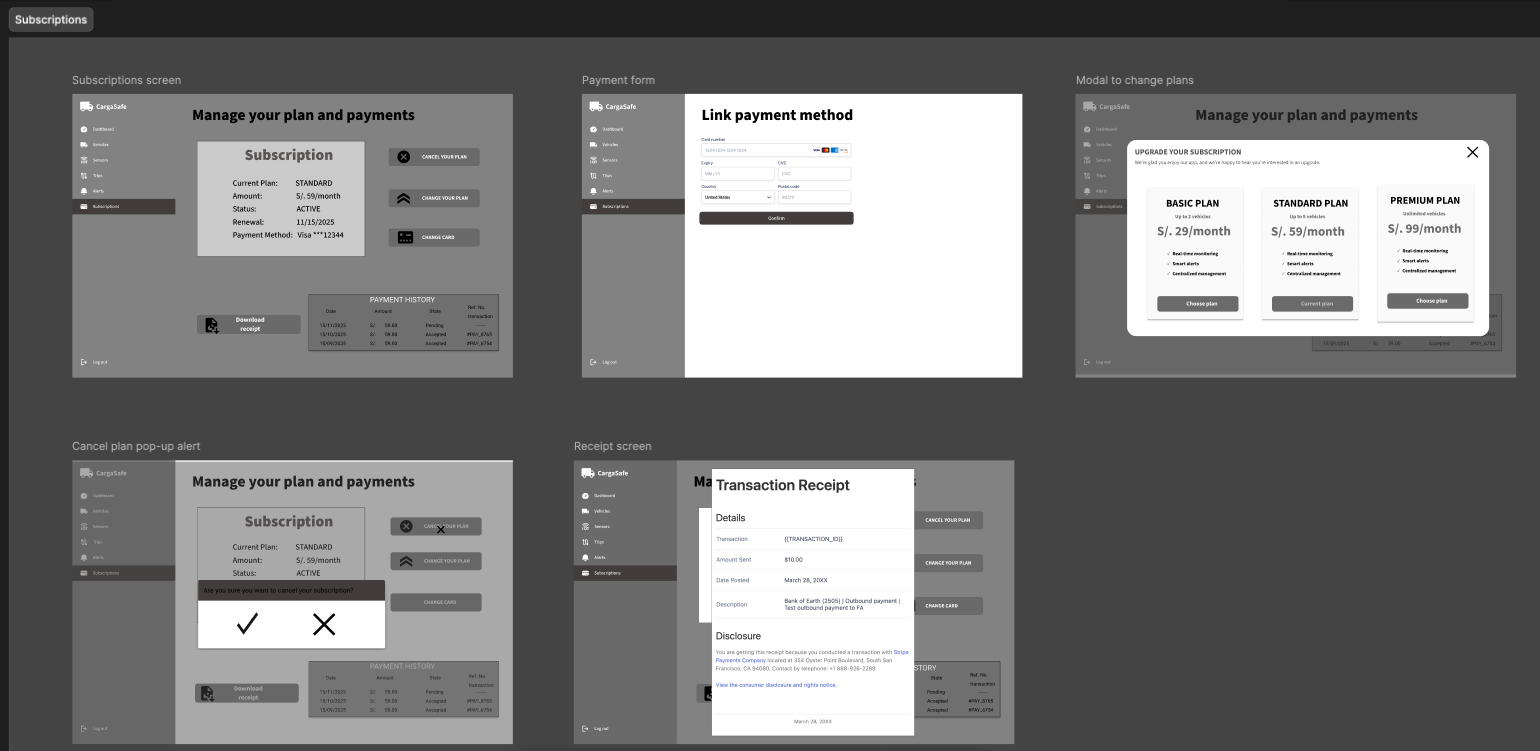 Subscriptions
Subscriptions screen
CargaSafe
Dashboard
Vehicles
Sensors
Trips
Alerts
Subscriptions
Log out
Manage your plan and payments
Subscription
Current Plan: STANDARD
Amount: S/. 59/month
Status: ACTIVE
Renewal: 11/15/2025
Payment Method: Visa ***12344
CANCEL YOUR PLAN
CHANGE YOUR PLAN
CHANGE CARD
Download
receipt
PAYMENT HISTORY
Date Amount State Ref. No. transaction
15/11/2025 S/. 59.00 Pending -----
15/10/2025 S/. 59.00 Accepted #PAY_8765
15/09/2025 S/. 59.00 Accepted #PAY_6754
Payment form
CargaSafe
Dashboard
Vehicles
Sensors
Trips
Alerts
Subscriptions
Log out
Link payment method
Card number
1234 1234 1234 1234
VISA
Expiry CVC
MM / YY CVC
Country Postal code
United States 90210
Confirm
Modal to change plans
CargaSafe
Dashboard
Vehicles
Sensors
Trips
Alerts
Subscriptions
Log out
Manage your plan and payments
UPGRADE YOUR SUBSCRIPTION
We're glad you enjoy our app, and we're happy to hear you're interested in an upgrade.
BASIC PLAN
Up to 2 vehicles
S/. 29/month
✓ Real-time monitoring
✓ Smart alerts
✓ Centralized management
Choose plan
STANDARD PLAN
Up to 5 vehicles
S/. 59/month
✓ Real-time monitoring
✓ Smart alerts
✓ Centralized management
Current plan
PREMIUM PLAN
Unlimited vehicles
S/. 99/month
✓ Real-time monitoring
✓ Smart alerts
✓ Centralized management
Choose plan
15/09/2025 S/. 59.00 Accepted #PAY_6754
Cancel plan pop-up alert
CargaSafe
Dashboard
Vehicles
Sensors
Trips
Alerts
Subscriptions
Log out
Manage your plan and payments
Subscription
Current Plan: STANDARD
Amount: S/. 59/month
Status: ACTIVE
Are you sure you want to cancel your subscription?
CANCEL YOUR PLAN
CHANGE YOUR PLAN
CHANGE CARD
Download
receipt
PAYMENT HISTORY
Date Amount State Ref. No. transaction
15/11/2025 S/. 59.00 Pending -----
15/10/2025 S/. 59.00 Accepted #PAY_8765
15/09/2025 S/. 59.00 Accepted #PAY_6754
Receipt screen
CargaSafe
Dashboard
Vehicles
Sensors
Trips
Alerts
Subscriptions
Log out
Ma
s
Transaction Receipt
Details
Transaction {{TRANSACTION_ID}}
Amount Sent $10.00
Date Posted March 28, 20XX
Description Bank of Earth (2505) | Outbound payment |
Test outbound payment to FA
Disclosure
You are getting this receipt because you conducted a transaction with Stripe
Payments Company located at 354 Oyster Point Boulevard, South San
Francisco, CA 94080. Contact by telephone: +1 888-926-2289.
View the consumer disclosure and rights notice.
March 28, 20XX
CANCEL YOUR PLAN
CHANGE YOUR PLAN
CHANGE CARD
STORY
State Ref. No. transaction
Pending -----
Accepted #PAY_8765
Accepted #PAY_6754